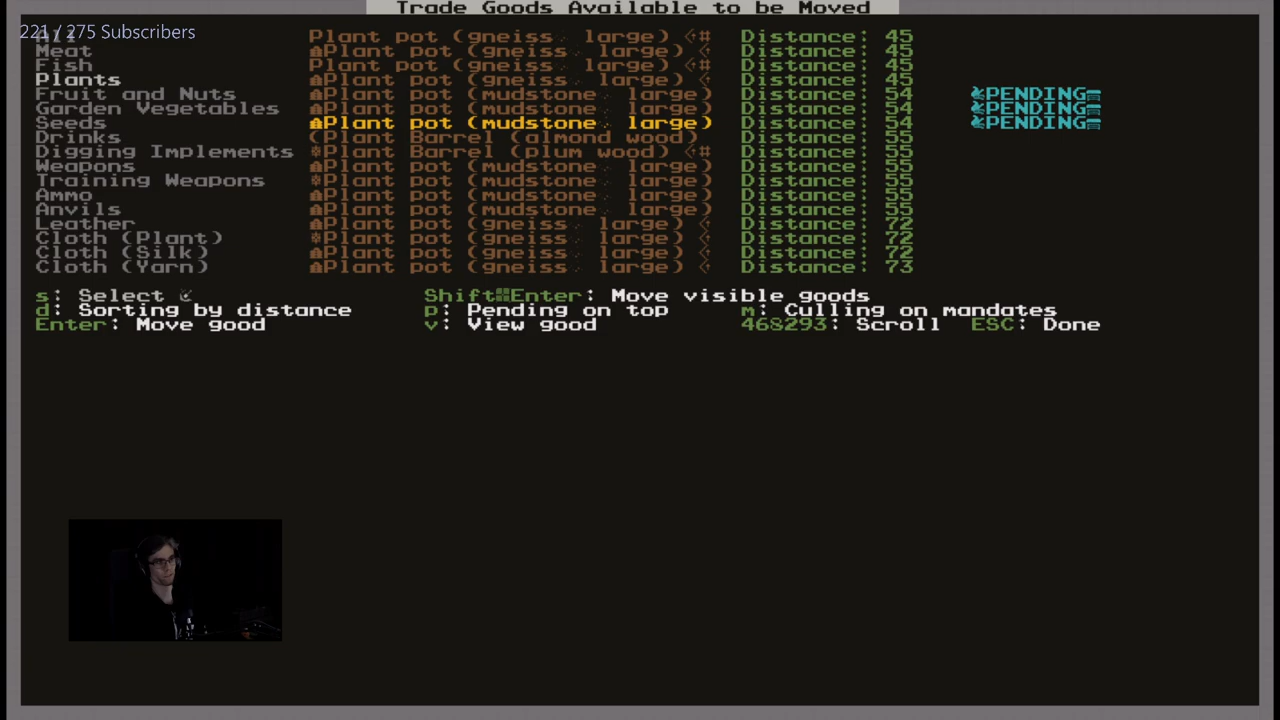 Trade Goods Available to be Moved
221 / 275 Subscribers
Plant pot (gneiss, large) <# Distance: 45
Meat Plant pot (gneiss, large) < Distance: 45
Fish Plant pot (gneiss, large) <# Distance: 45
Plants Plant pot (gneiss, large) < Distance: 45
Fruit and Nuts Plant pot (mudstone, large) Distance: 54 PENDING
Garden Vegetables Plant pot (mudstone, large) Distance: 54 PENDING
Seeds Plant pot (mudstone, large) Distance: 54 PENDING
Drinks (Plant Barrel (almond wood) Distance: 55
Digging Implements *Plant Barrel (plum wood) <# Distance: 55
Weapons Plant pot (mudstone, large) Distance: 55
Training Weapons *Plant pot (mudstone, large) Distance: 55
Ammo Plant pot (mudstone, large) Distance: 55
Anvils Plant pot (mudstone, large) Distance: 55
Leather Plant pot (gneiss, large) < Distance: 72
Cloth (Plant) *Plant pot (gneiss, large) < Distance: 72
Cloth (Silk) Plant pot (gneiss, large) < Distance: 72
Cloth (Yarn) Plant pot (gneiss, large) < Distance: 73
s: Select Shift Enter: Move visible goods
d: Sorting by distance p: Pending on top m: Culling on mandates
Enter: Move good v: View good 468293: Scroll ESC: Done